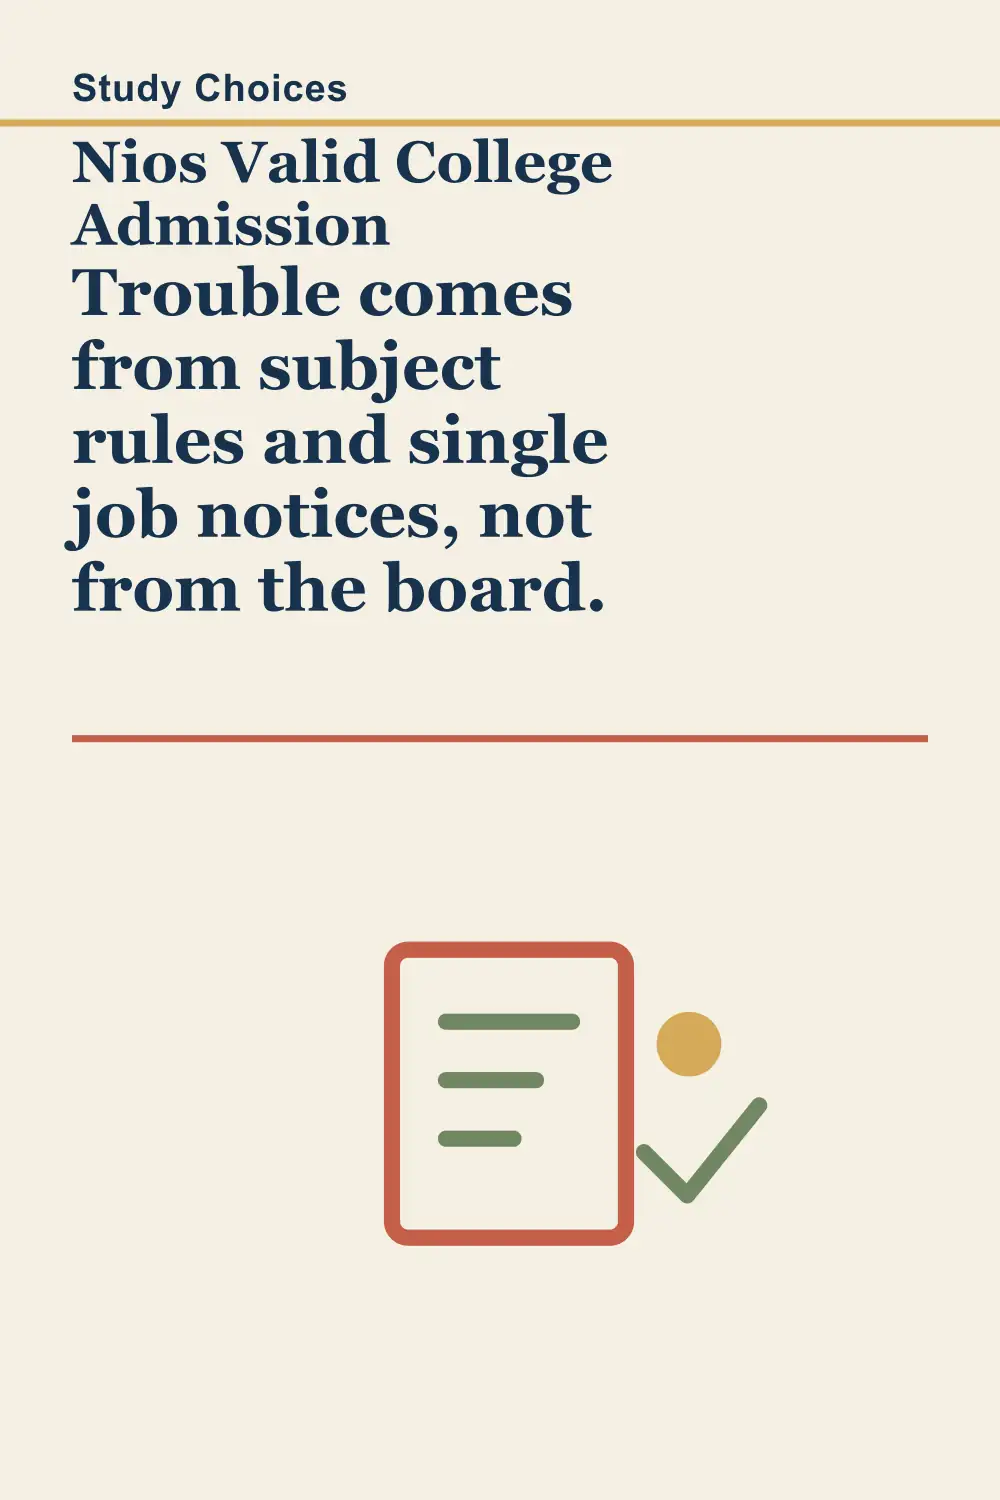 Study Choices
Nios Valid College
Admission
Trouble comes
from subject
rules and single
job notices, not
from the board.